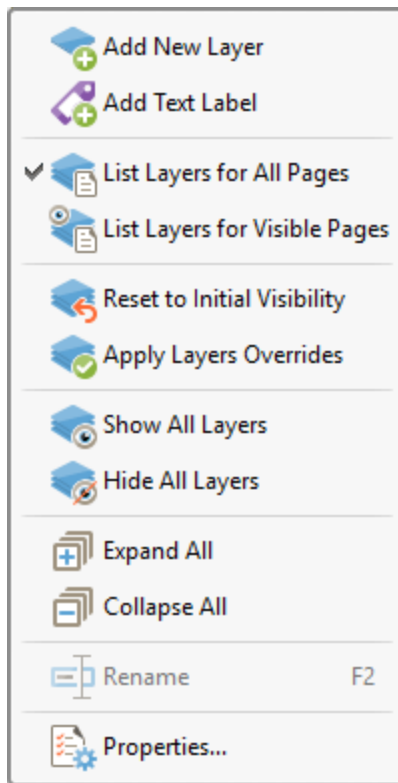 Add New Layer
Add Text Label
List Layers for All Pages
List Layers for Visible Pages
Reset to Initial Visibility
Apply Layers Overrides
Show All Layers
Hide All Layers
Expand All
Collapse All
Rename F2
Properties...